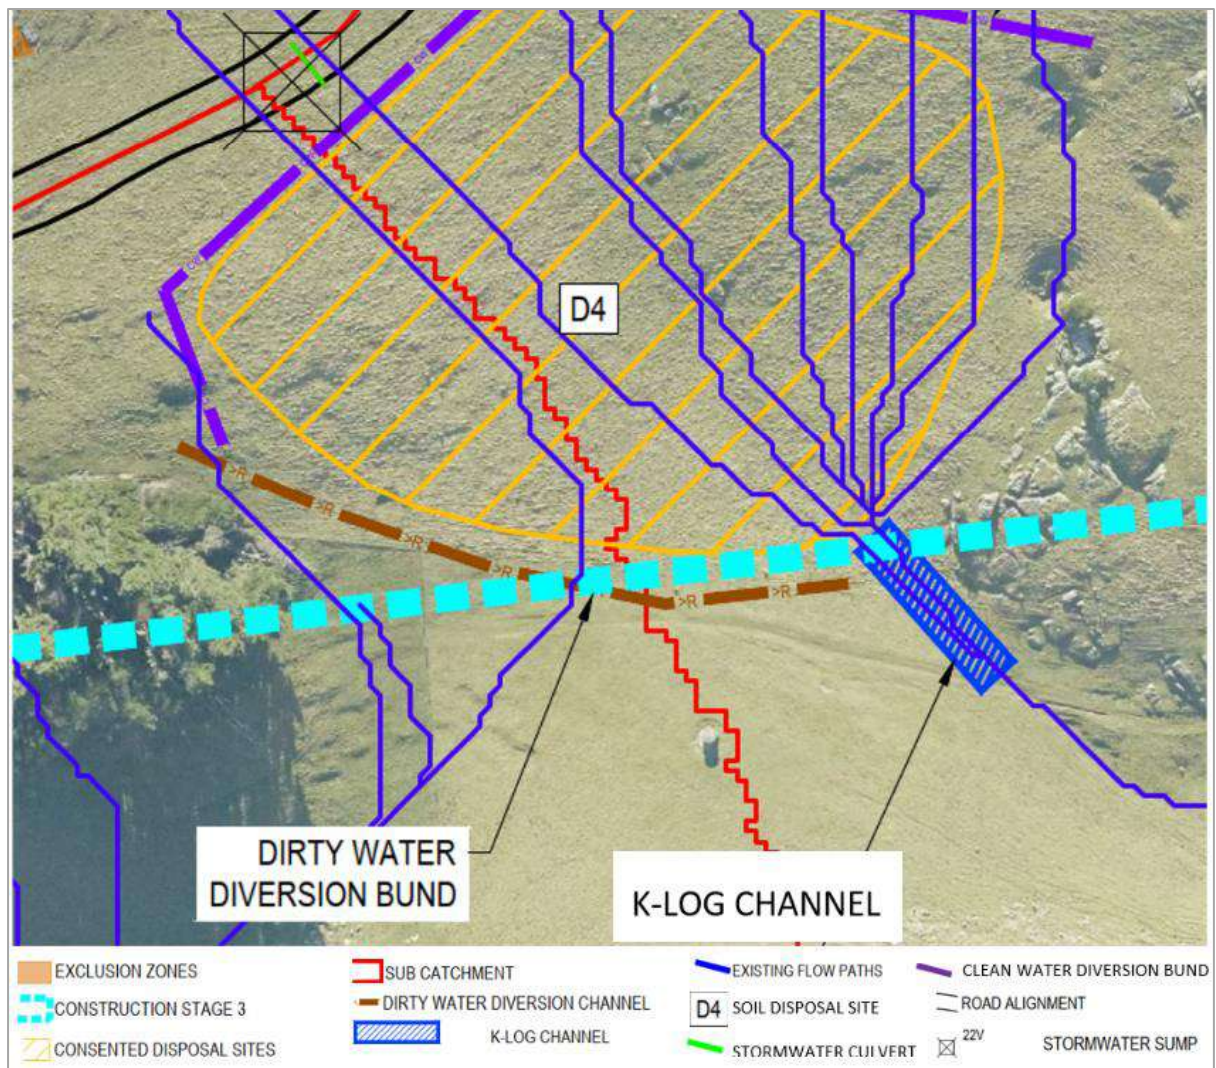 D4
>R
>R
>R
>R
>R
>R
DIRTY WATER
DIVERSION BUND
K-LOG CHANNEL
EXCLUSION ZONES
SUB CATCHMENT
EXISTING FLOW PATHS
CLEAN WATER DIVERSION BUND
CONSTRUCTION STAGE 3
DIRTY WATER DIVERSION CHANNEL
D4 SOIL DISPOSAL SITE
ROAD ALIGNMENT
CONSENTED DISPOSAL SITES
K-LOG CHANNEL
STORMWATER CULVERT
22V STORMWATER SUMP